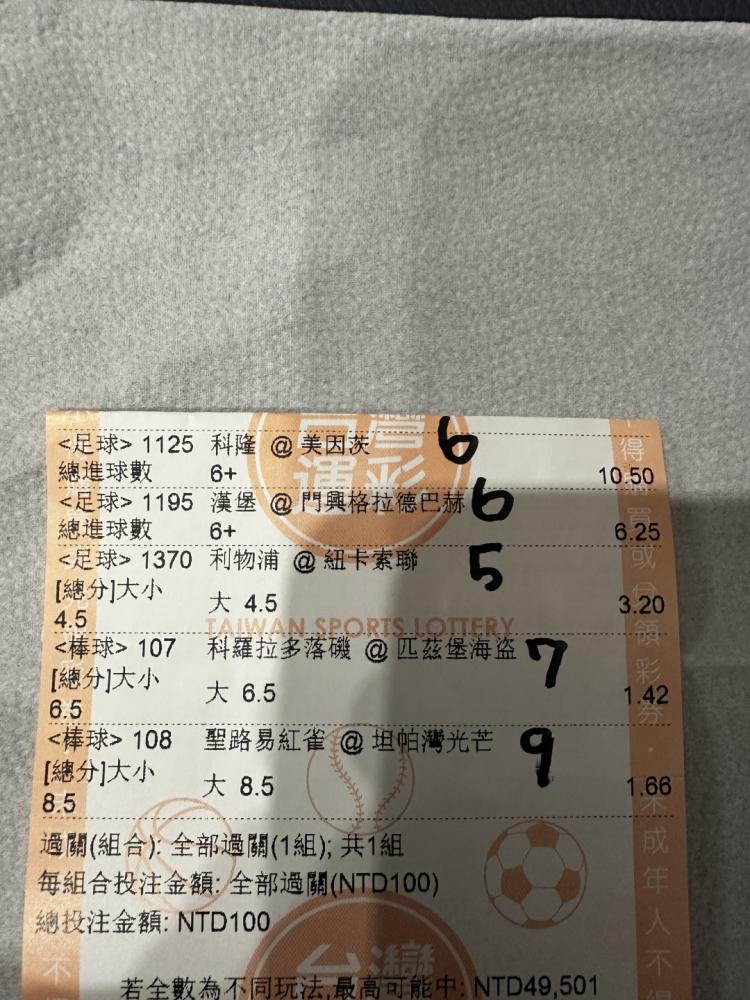 <足球> 1125 科隆 @ 美因茨 6
總進球數 6+ 10.50
<足球> 1195 漢堡 @ 門興格拉德巴赫 6
總進球數 6+ 6.25
<足球> 1370 利物浦 @ 紐卡索聯 5
[總分]大小
4.5 大 4.5 3.20
TAIWAN SPORTS LOTTERY
<棒球> 107 科羅拉多落磯 @ 匹茲堡海盜 7
[總分]大小
6.5 大 6.5 1.42
<棒球> 108 聖路易紅雀 @ 坦帕灣光芒 9
[總分]大小
8.5 大 8.5 1.66
過關(組合): 全部過關(1組); 共1組
每組合投注金額: 全部過關(NTD100)
總投注金額: NTD100
若全數為不同玩法,最高可能中: NTD49,501
台灣
運彩
台灣